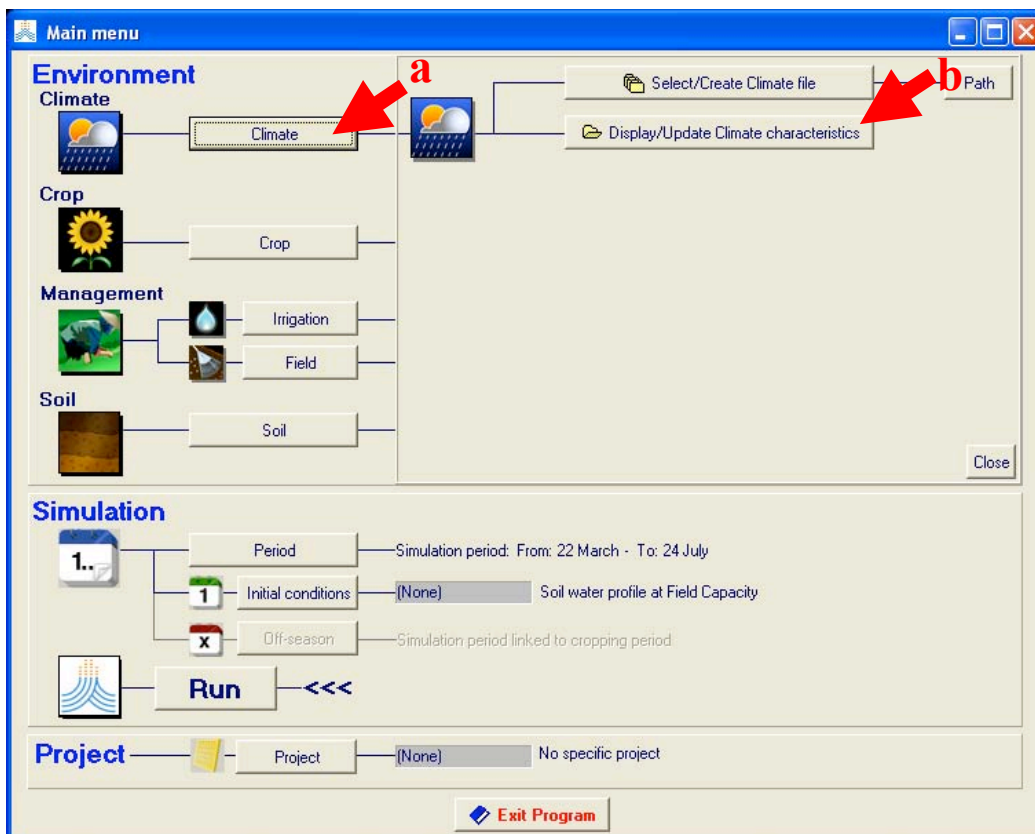 Main menu
Environment
a
b
Climate
Climate
Select/Create Climate file
Path
Display/Update Climate characteristics
Crop
Crop
Management
Irrigation
Field
Soil
Soil
Close
Simulation
1..
Period
Simulation period: From: 22 March - To: 24 July
1
Initial conditions
(None)
Soil water profile at Field Capacity
x
Off-season
Simulation period linked to cropping period
Run
<<<
Project
Project
(None)
No specific project
Exit Program